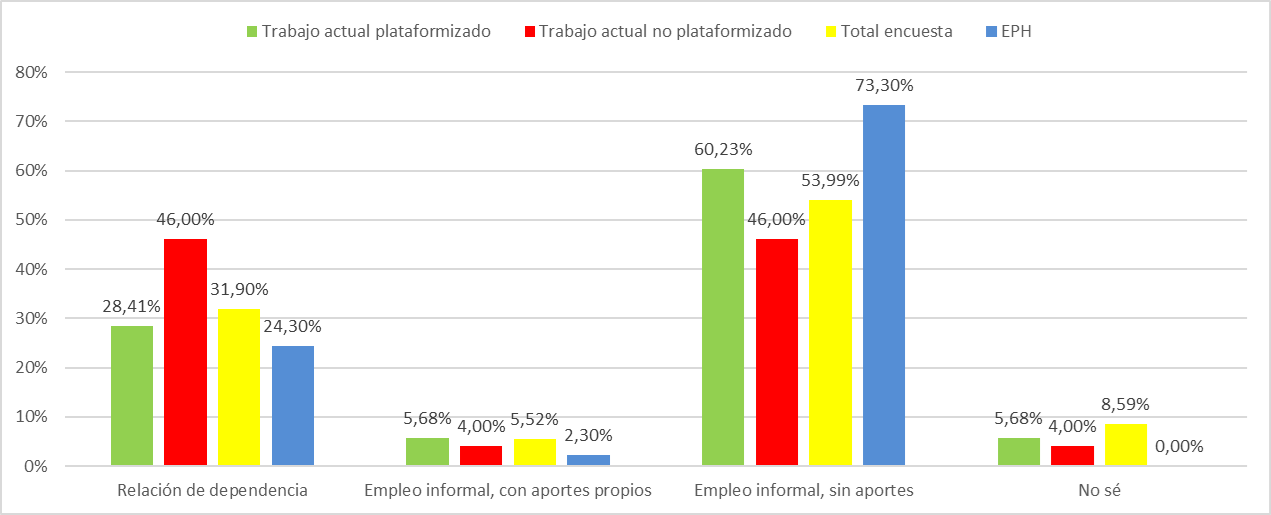 Trabajo actual plataformizado Trabajo actual no plataformizado Total encuesta EPH
80%
70%
60%
50%
40%
30%
20%
10%
0%
28,41% 46,00% 31,90% 24,30%
5,68% 4,00% 5,52% 2,30%
60,23% 46,00% 53,99% 73,30%
5,68% 4,00% 8,59% 0,00%
Relación de dependencia Empleo informal, con aportes propios Empleo informal, sin aportes No sé